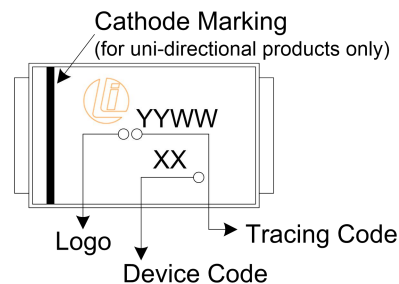 Cathode Marking
(for uni-directional products only)
YYWW
XX
Logo
Tracing Code
Device Code